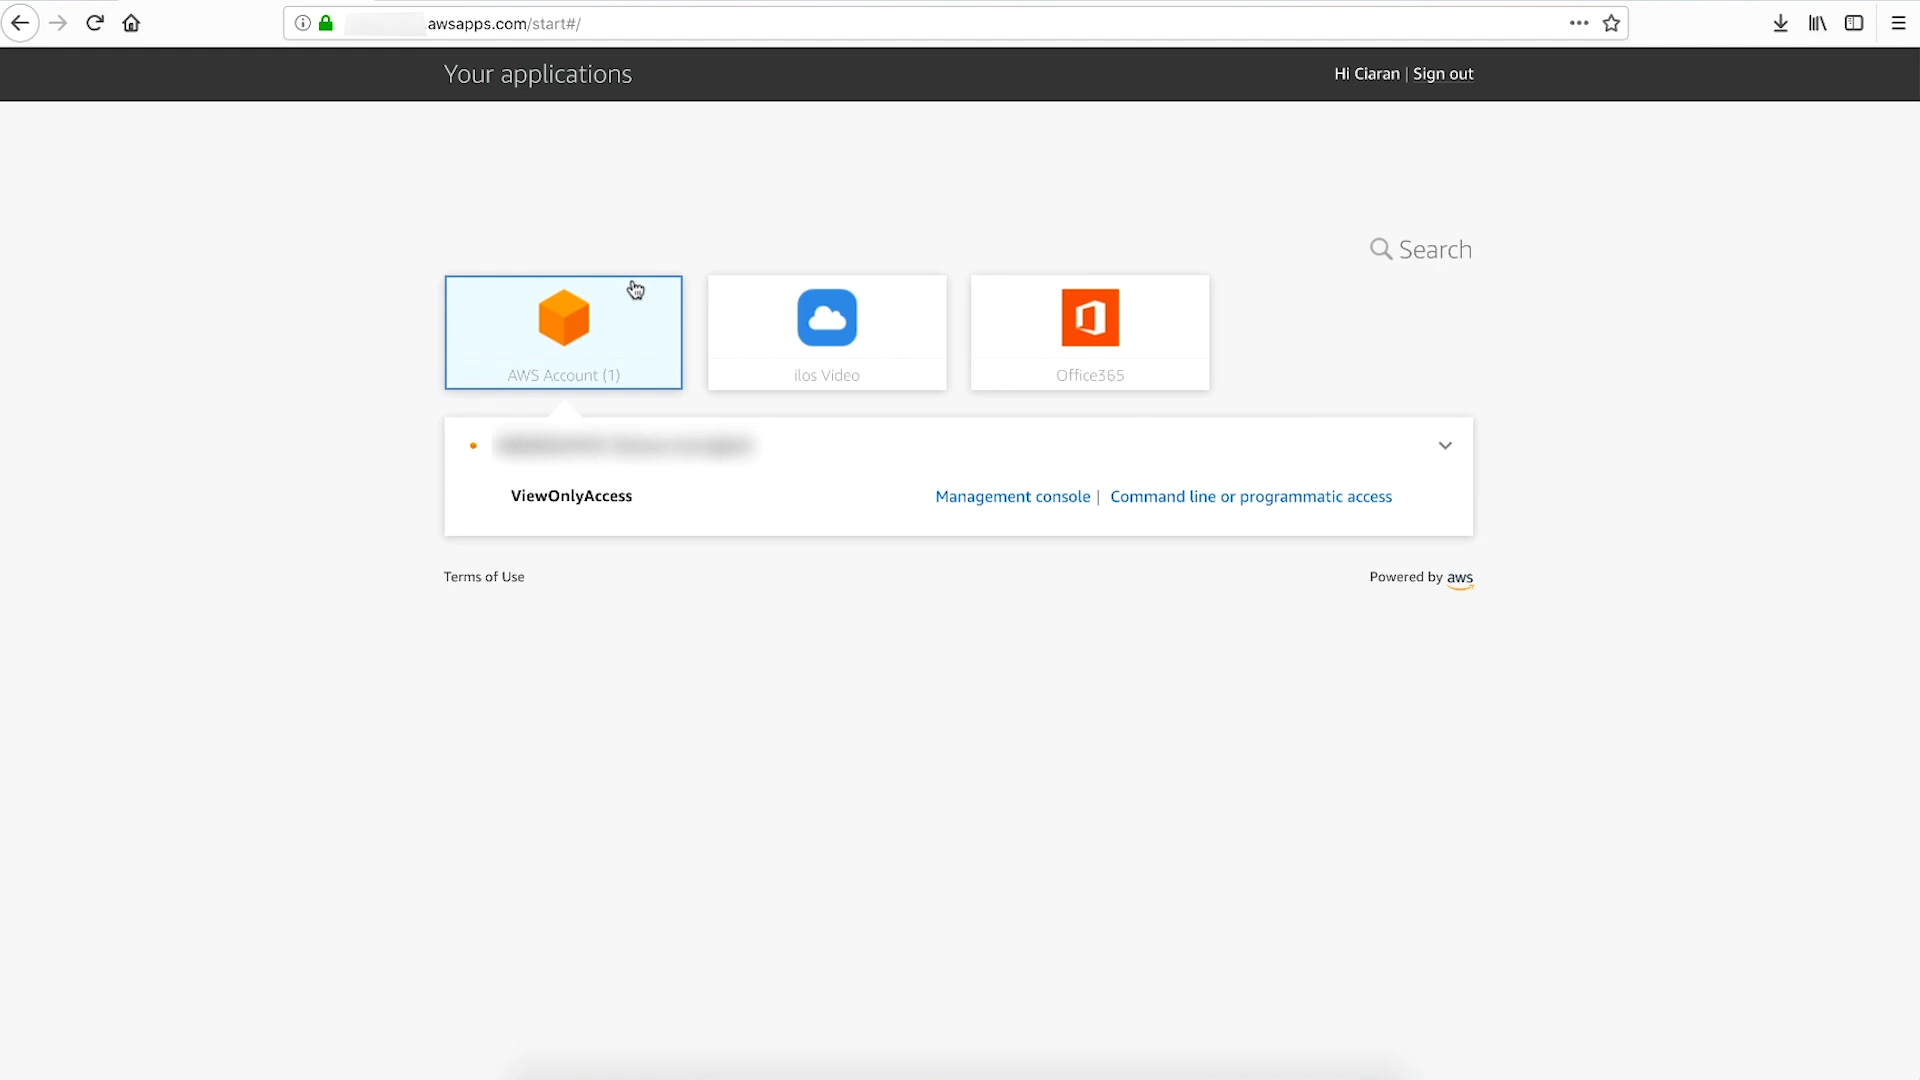 awsapps.com/start#/
Your applications
Hi Ciaran | Sign out
Search
AWS Account (1)
ilos Video
Office365
ViewOnlyAccess
Management console | Command line or programmatic access
Terms of Use
Powered by aws